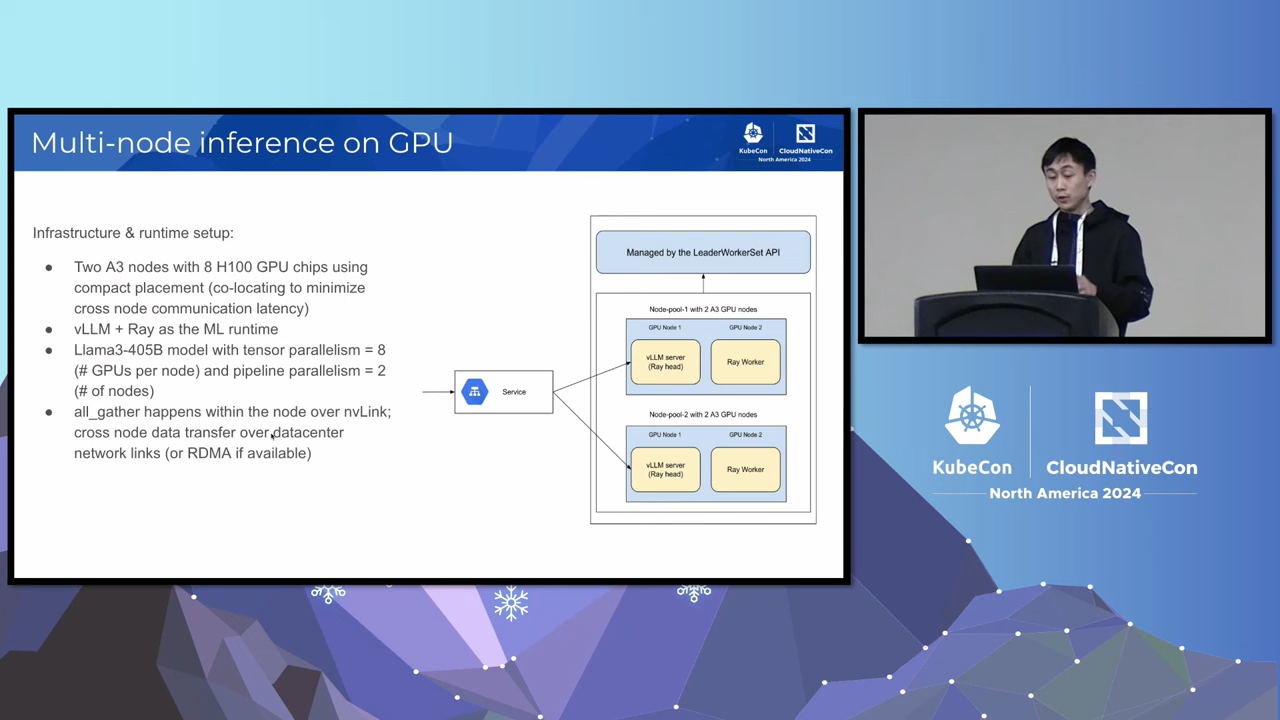 Multi-node inference on GPU
KubeCon
CloudNativeCon
North America 2024
Infrastructure & runtime setup:
● Two A3 nodes with 8 H100 GPU chips using
compact placement (co-locating to minimize
cross node communication latency)
● vLLM + Ray as the ML runtime
● Llama3-405B model with tensor parallelism = 8
(# GPUs per node) and pipeline parallelism = 2
(# of nodes)
● all_gather happens within the node over nvLink;
cross node data transfer over datacenter
network links (or RDMA if available)
Service
Managed by the LeaderWorkerSet API
Node-pool-1 with 2 A3 GPU nodes
GPU Node 1
GPU Node 2
vLLM server
(Ray head)
Ray Worker
Node-pool-2 with 2 A3 GPU nodes
GPU Node 1
GPU Node 2
vLLM server
(Ray head)
Ray Worker
KubeCon
CloudNativeCon
North America 2024